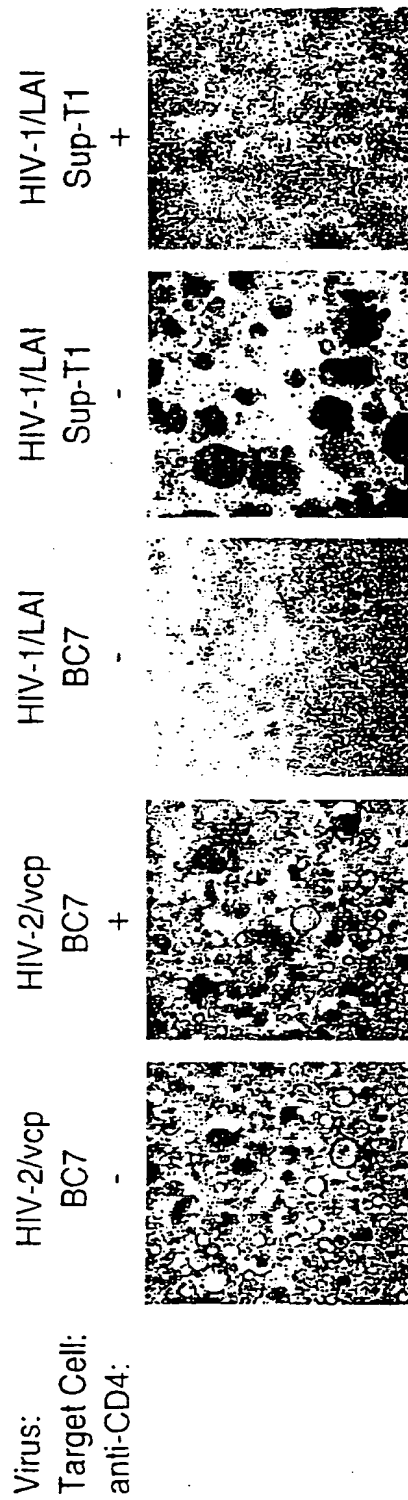 Virus: HIV-2/vcp HIV-2/vcp HIV-1/LAI HIV-1/LAI HIV-1/LAI
Target Cell: BC7 BC7 BC7 Sup-T1 Sup-T1
anti-CD4: - + - - +